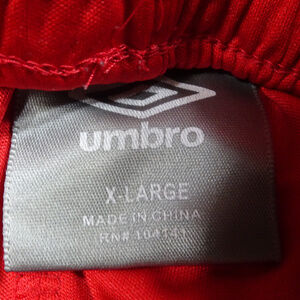 umbro
X-LARGE
MADE IN CHINA
RN# 104141